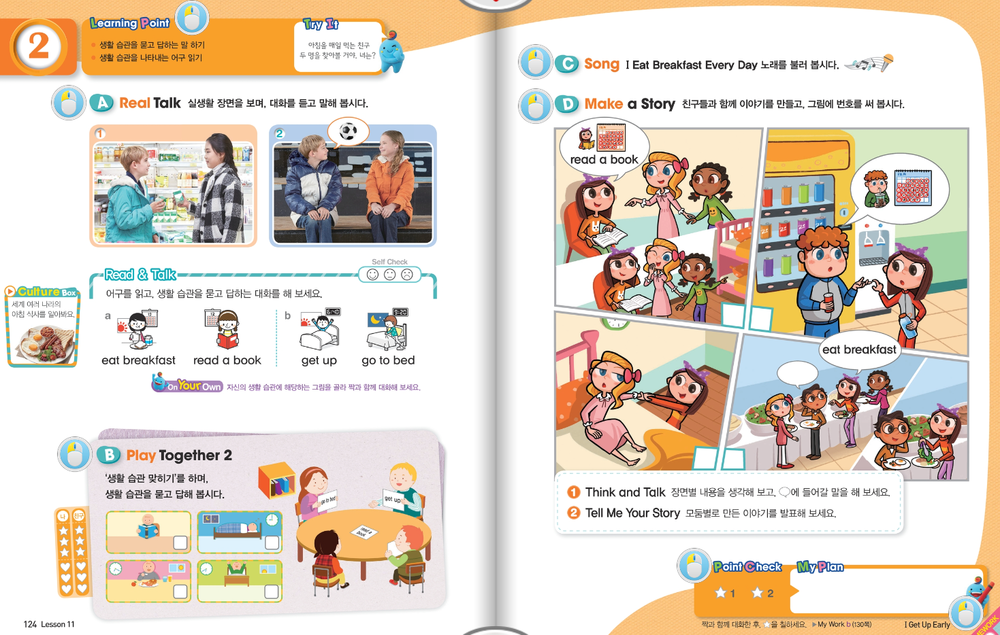 2
Learning Point
생활 습관을 묻고 답하는 말 하기
생활 습관을 나타내는 어구 읽기
Try It
아침을 매일 먹는 친구
두 명을 찾아볼 거야. 너는?
A Real Talk 실생활 장면을 보며, 대화를 듣고 말해 봅시다.
1
2
Self Check
Read & Talk
어구를 읽고, 생활 습관을 묻고 답하는 대화를 해 보세요.
Culture Box
세계 여러 나라의
아침 식사를 알아봐요.
a
12
12
b
6:40
9:20
eat breakfast
read a book
get up
go to bed
On Your Own 자신의 생활 습관에 해당하는 그림을 골라 짝과 함께 대화해 보세요.
B Play Together 2
'생활 습관 맞히기'를 하며,
생활 습관을 묻고 답해 봅시다.
나 친구
go to bed
get up
read a book
124 Lesson 11
C Song I Eat Breakfast Every Day 노래를 불러 봅시다.
D Make a Story 친구들과 함께 이야기를 만들고, 그림에 번호를 써 봅시다.
read a book
eat breakfast
1 Think and Talk 장면별 내용을 생각해 보고, 에 들어갈 말을 해 보세요.
2 Tell Me Your Story 모둠별로 만든 이야기를 발표해 보세요.
Point Check
My Plan
1
2
짝과 함께 대화한 후, 을 칠하세요. ▶My Work b (130쪽)
I Get Up Early